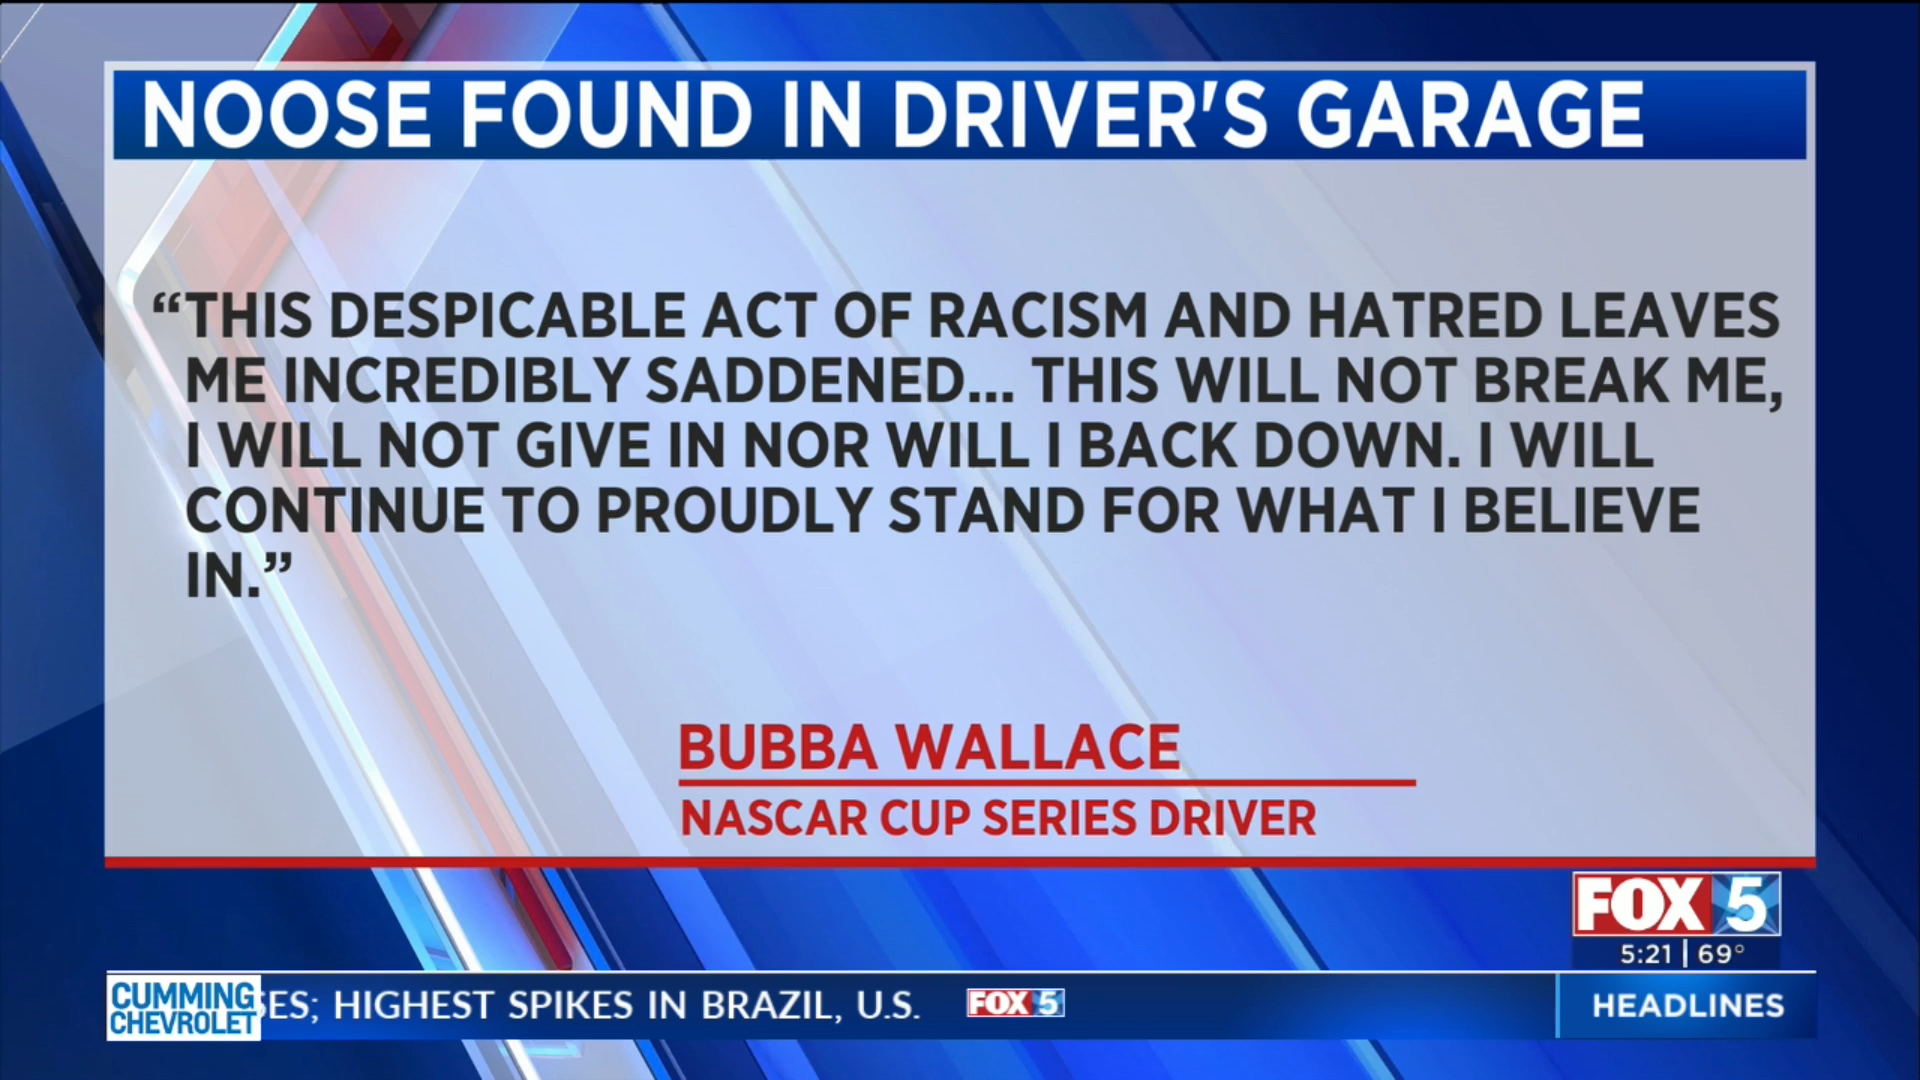 NOOSE FOUND IN DRIVER'S GARAGE
“THIS DESPICABLE ACT OF RACISM AND HATRED LEAVES
ME INCREDIBLY SADDENED... THIS WILL NOT BREAK ME,
I WILL NOT GIVE IN NOR WILL I BACK DOWN. I WILL
CONTINUE TO PROUDLY STAND FOR WHAT I BELIEVE
IN.”
BUBBA WALLACE
NASCAR CUP SERIES DRIVER
FOX 5
5:21 | 69°
CUMMING
CHEVROLET
SES; HIGHEST SPIKES IN BRAZIL, U.S. FOX 5
HEADLINES